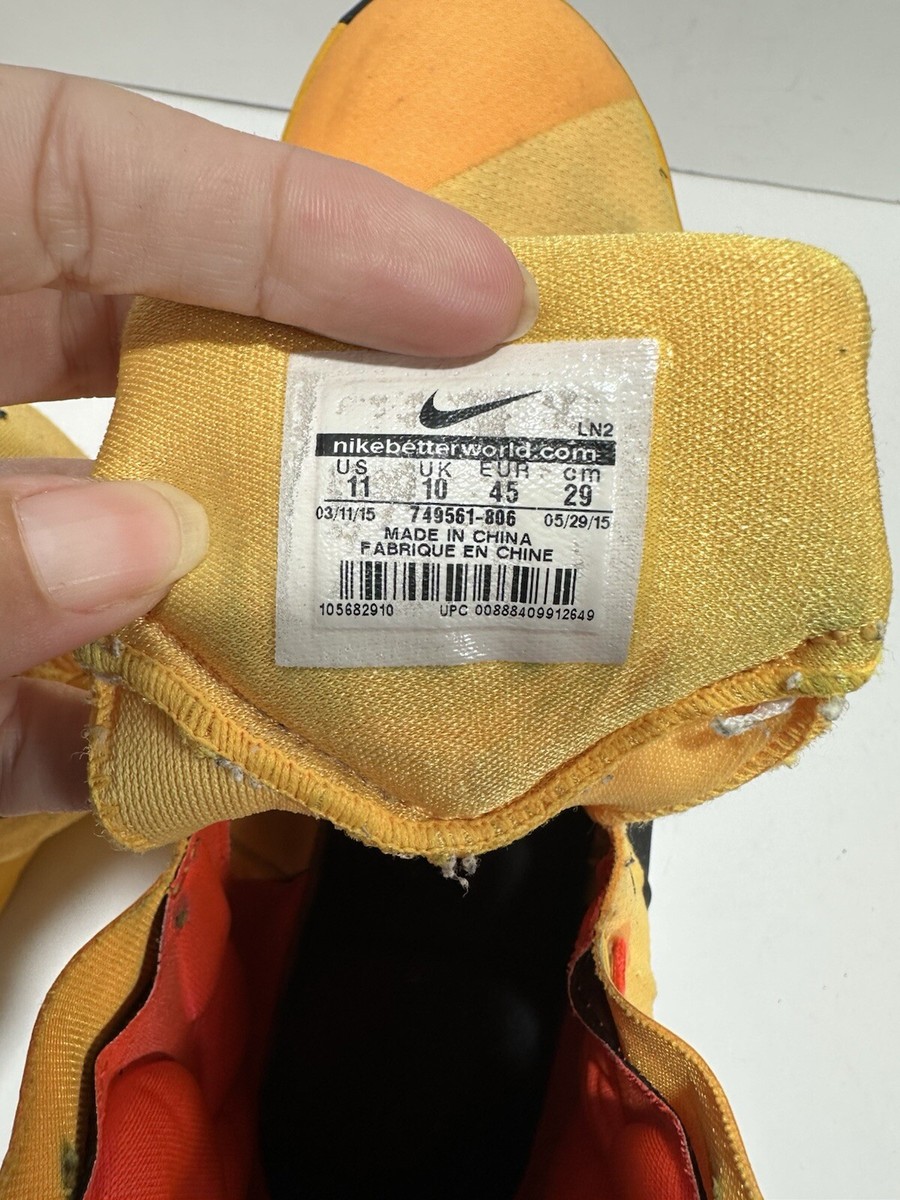 LN2
nikebetterworld.com
US UK EUR cm
11 10 45 29
03/11/15 749561-806 05/29/15
MADE IN CHINA
FABRIQUE EN CHINE
105682910 UPC 00888409912649